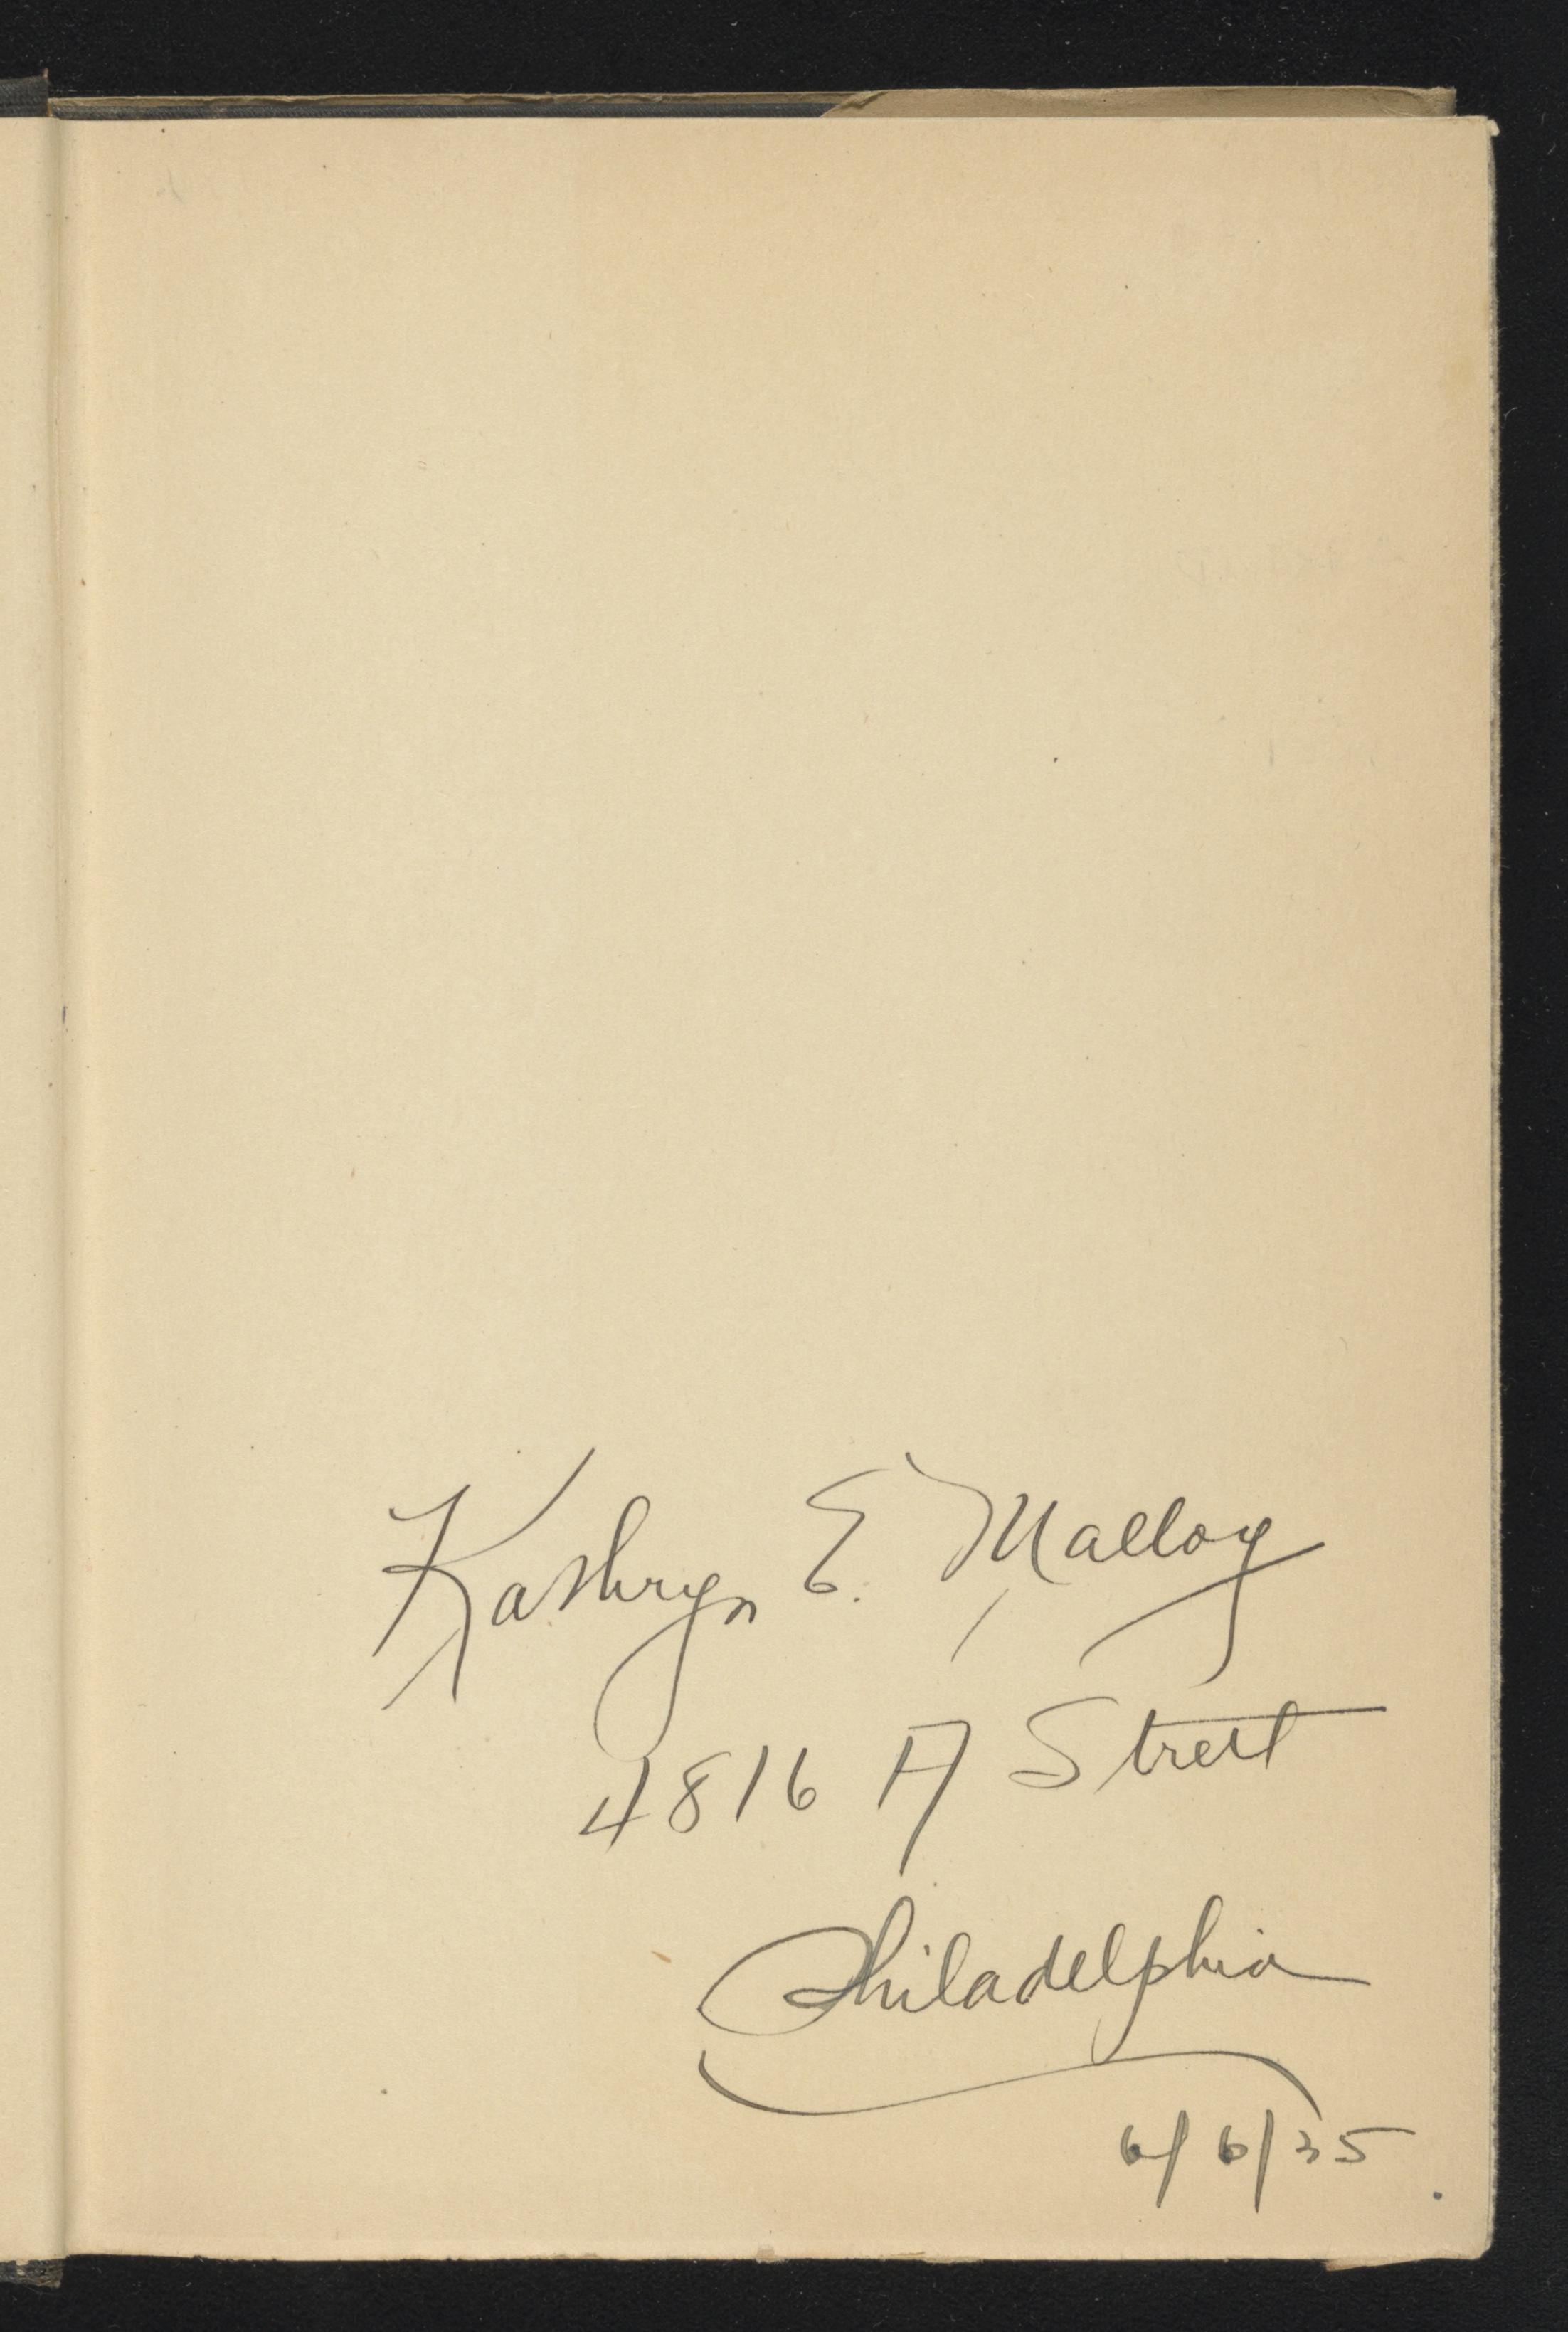 Kathryn E. Malloy
4816 A Street
Philadelphia
6/6/35